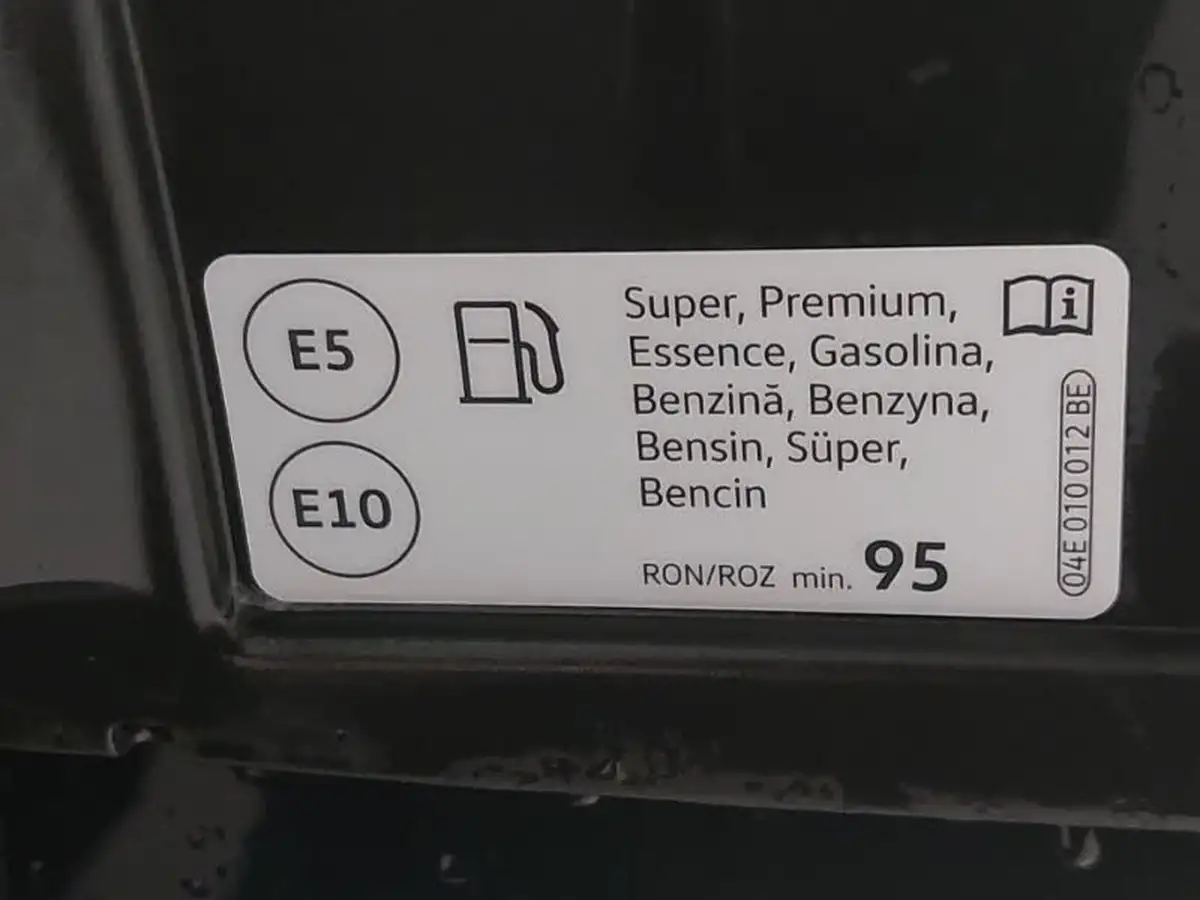 E5
E10
Super, Premium,
Essence, Gasolina,
Benzină, Benzyna,
Bensin, Süper,
Bencin
RON/ROZ min. 95
i
04E 010 012 BE